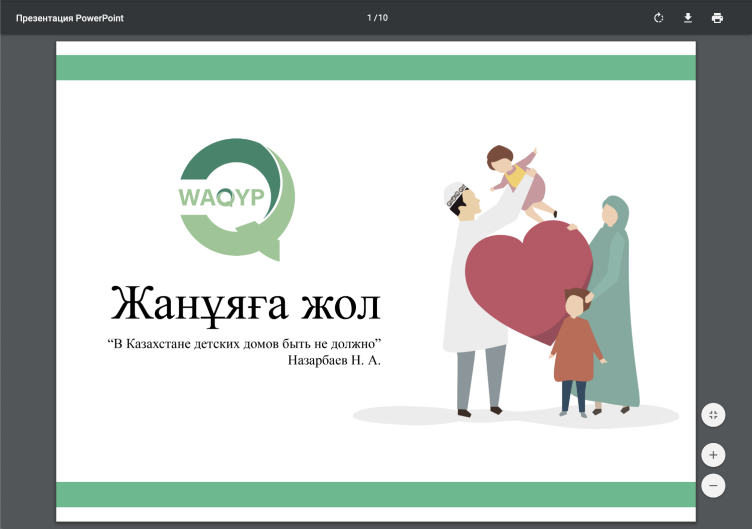 Презентация PowerPoint
1 / 10
WAQYP
Жанұяға жол
“В Казахстане детских домов быть не должно”
Назарбаев Н. А.